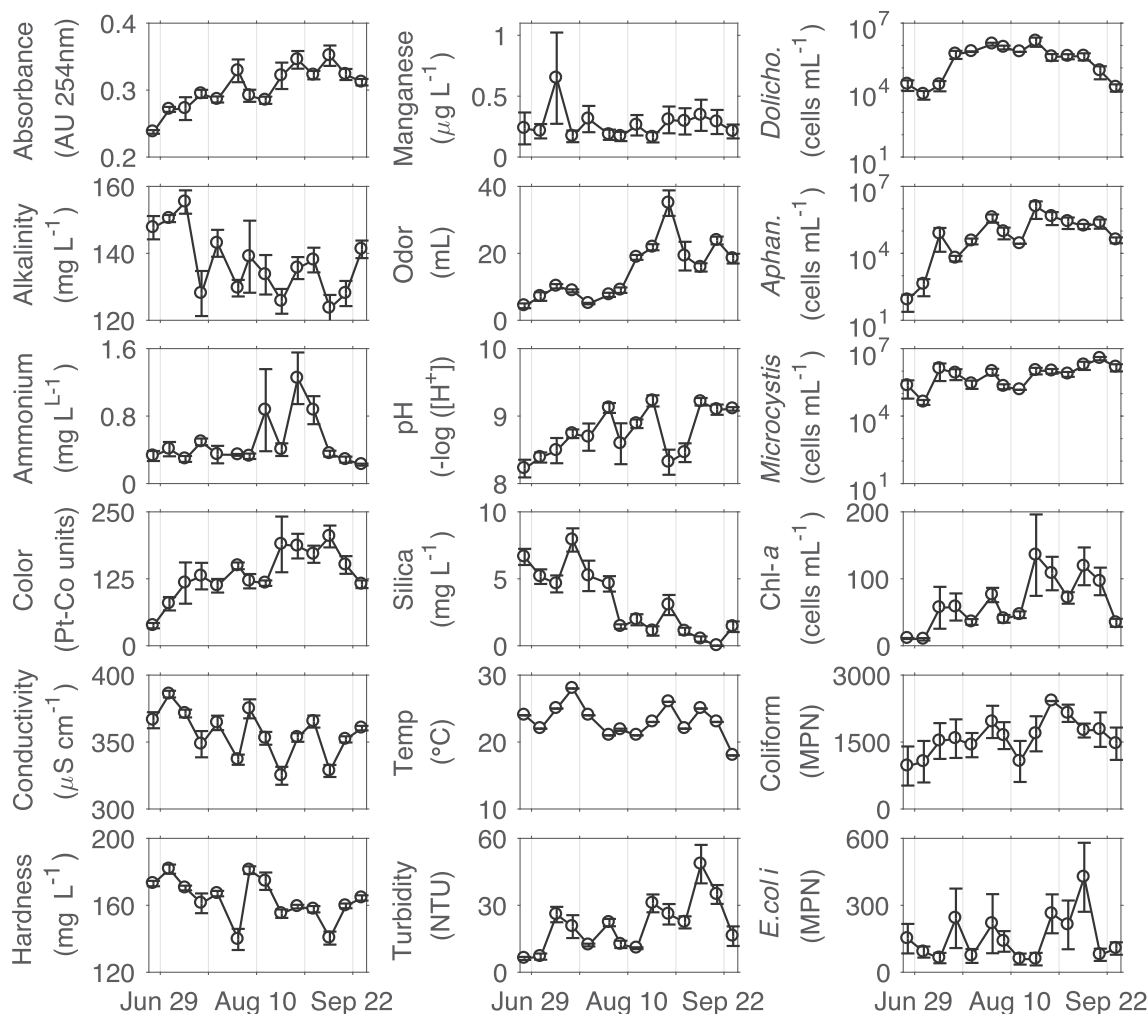 Absorbance
(AU 254nm)
0.4
0.3
0.2
Manganese
(μg L-1)
1
0.5
0
Dolicho.
(cells mL-1)
10^7
10^4
10^1
Alkalinity
(mg L-1)
160
140
120
Odor
(mL)
40
20
0
Aphan.
(cells mL-1)
10^7
10^4
10^1
Ammonium
(mg L^L-1)
1.6
0.8
0
pH
(-log ([H+])
10
9
8
Microcystis
(cells mL-1)
10^7
10^4
10^1
Color
(Pt-Co units)
250
125
0
Silica
(mg L-1)
10
5
0
Chl-a
(cells mL-1)
200
100
0
Conductivity
(μS cm-1)
400
350
300
Temp
(°C)
30
20
10
Coliform
(MPN)
3000
1500
0
Hardness
(mg L-1)
200
160
120
Turbidity
(NTU)
60
30
0
E.col i
(MPN)
600
300
0
Jun 29 Aug 10 Sep 22
Jun 29 Aug 10 Sep 22
Jun 29 Aug 10 Sep 22